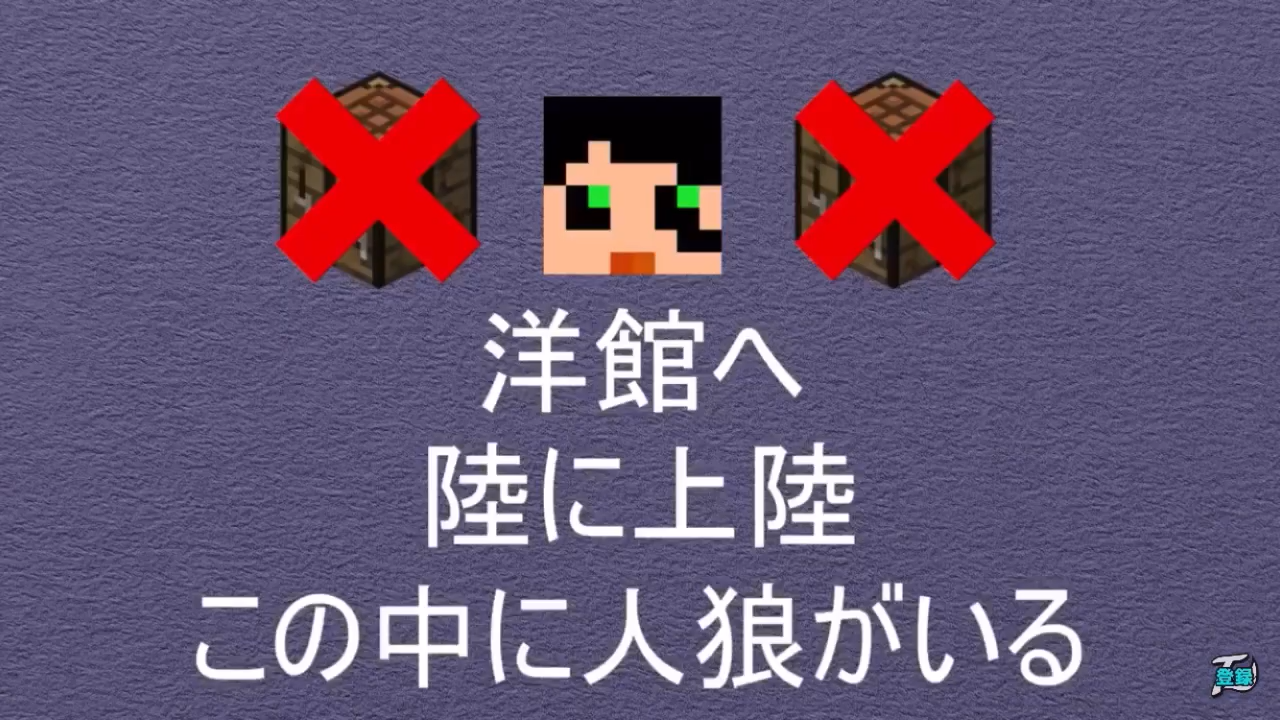 洋館へ
陸に上陸
この中に人狼がいる
登録